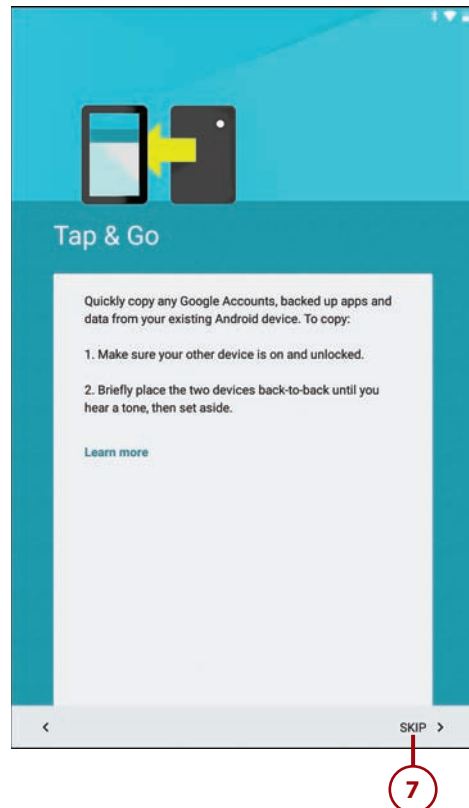 Tap & Go
Quickly copy any Google Accounts, backed up apps and
data from your existing Android device. To copy:
1. Make sure your other device is on and unlocked.
2. Briefly place the two devices back-to-back until you
hear a tone, then set aside.
Learn more
SKIP
7